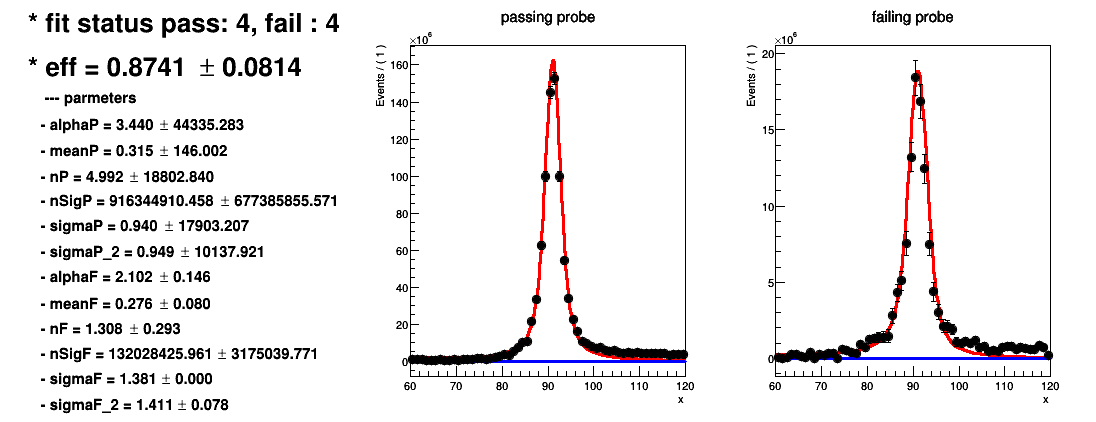 * fit status pass: 4, fail : 4
* eff = 0.8741 ± 0.0814
--- parmeters
- alphaP = 3.440 ± 44335.283
- meanP = 0.315 ± 146.002
- nP = 4.992 ± 18802.840
- nSigP = 916344910.458 ± 677385855.571
- sigmaP = 0.940 ± 17903.207
- sigmaP_2 = 0.949 ± 10137.921
- alphaF = 2.102 ± 0.146
- meanF = 0.276 ± 0.080
- nF = 1.308 ± 0.293
- nSigF = 132028425.961 ± 3175039.771
- sigmaF = 1.381 ± 0.000
- sigmaF_2 = 1.411 ± 0.078
passing probe
×10⁶
Events / ( 1 )
160
140
120
100
80
60
40
20
0
60 70 80 90 100 110 120
x
failing probe
×10⁶
Events / ( 1 )
20
15
10
5
0
60 70 80 90 100 110 120
x